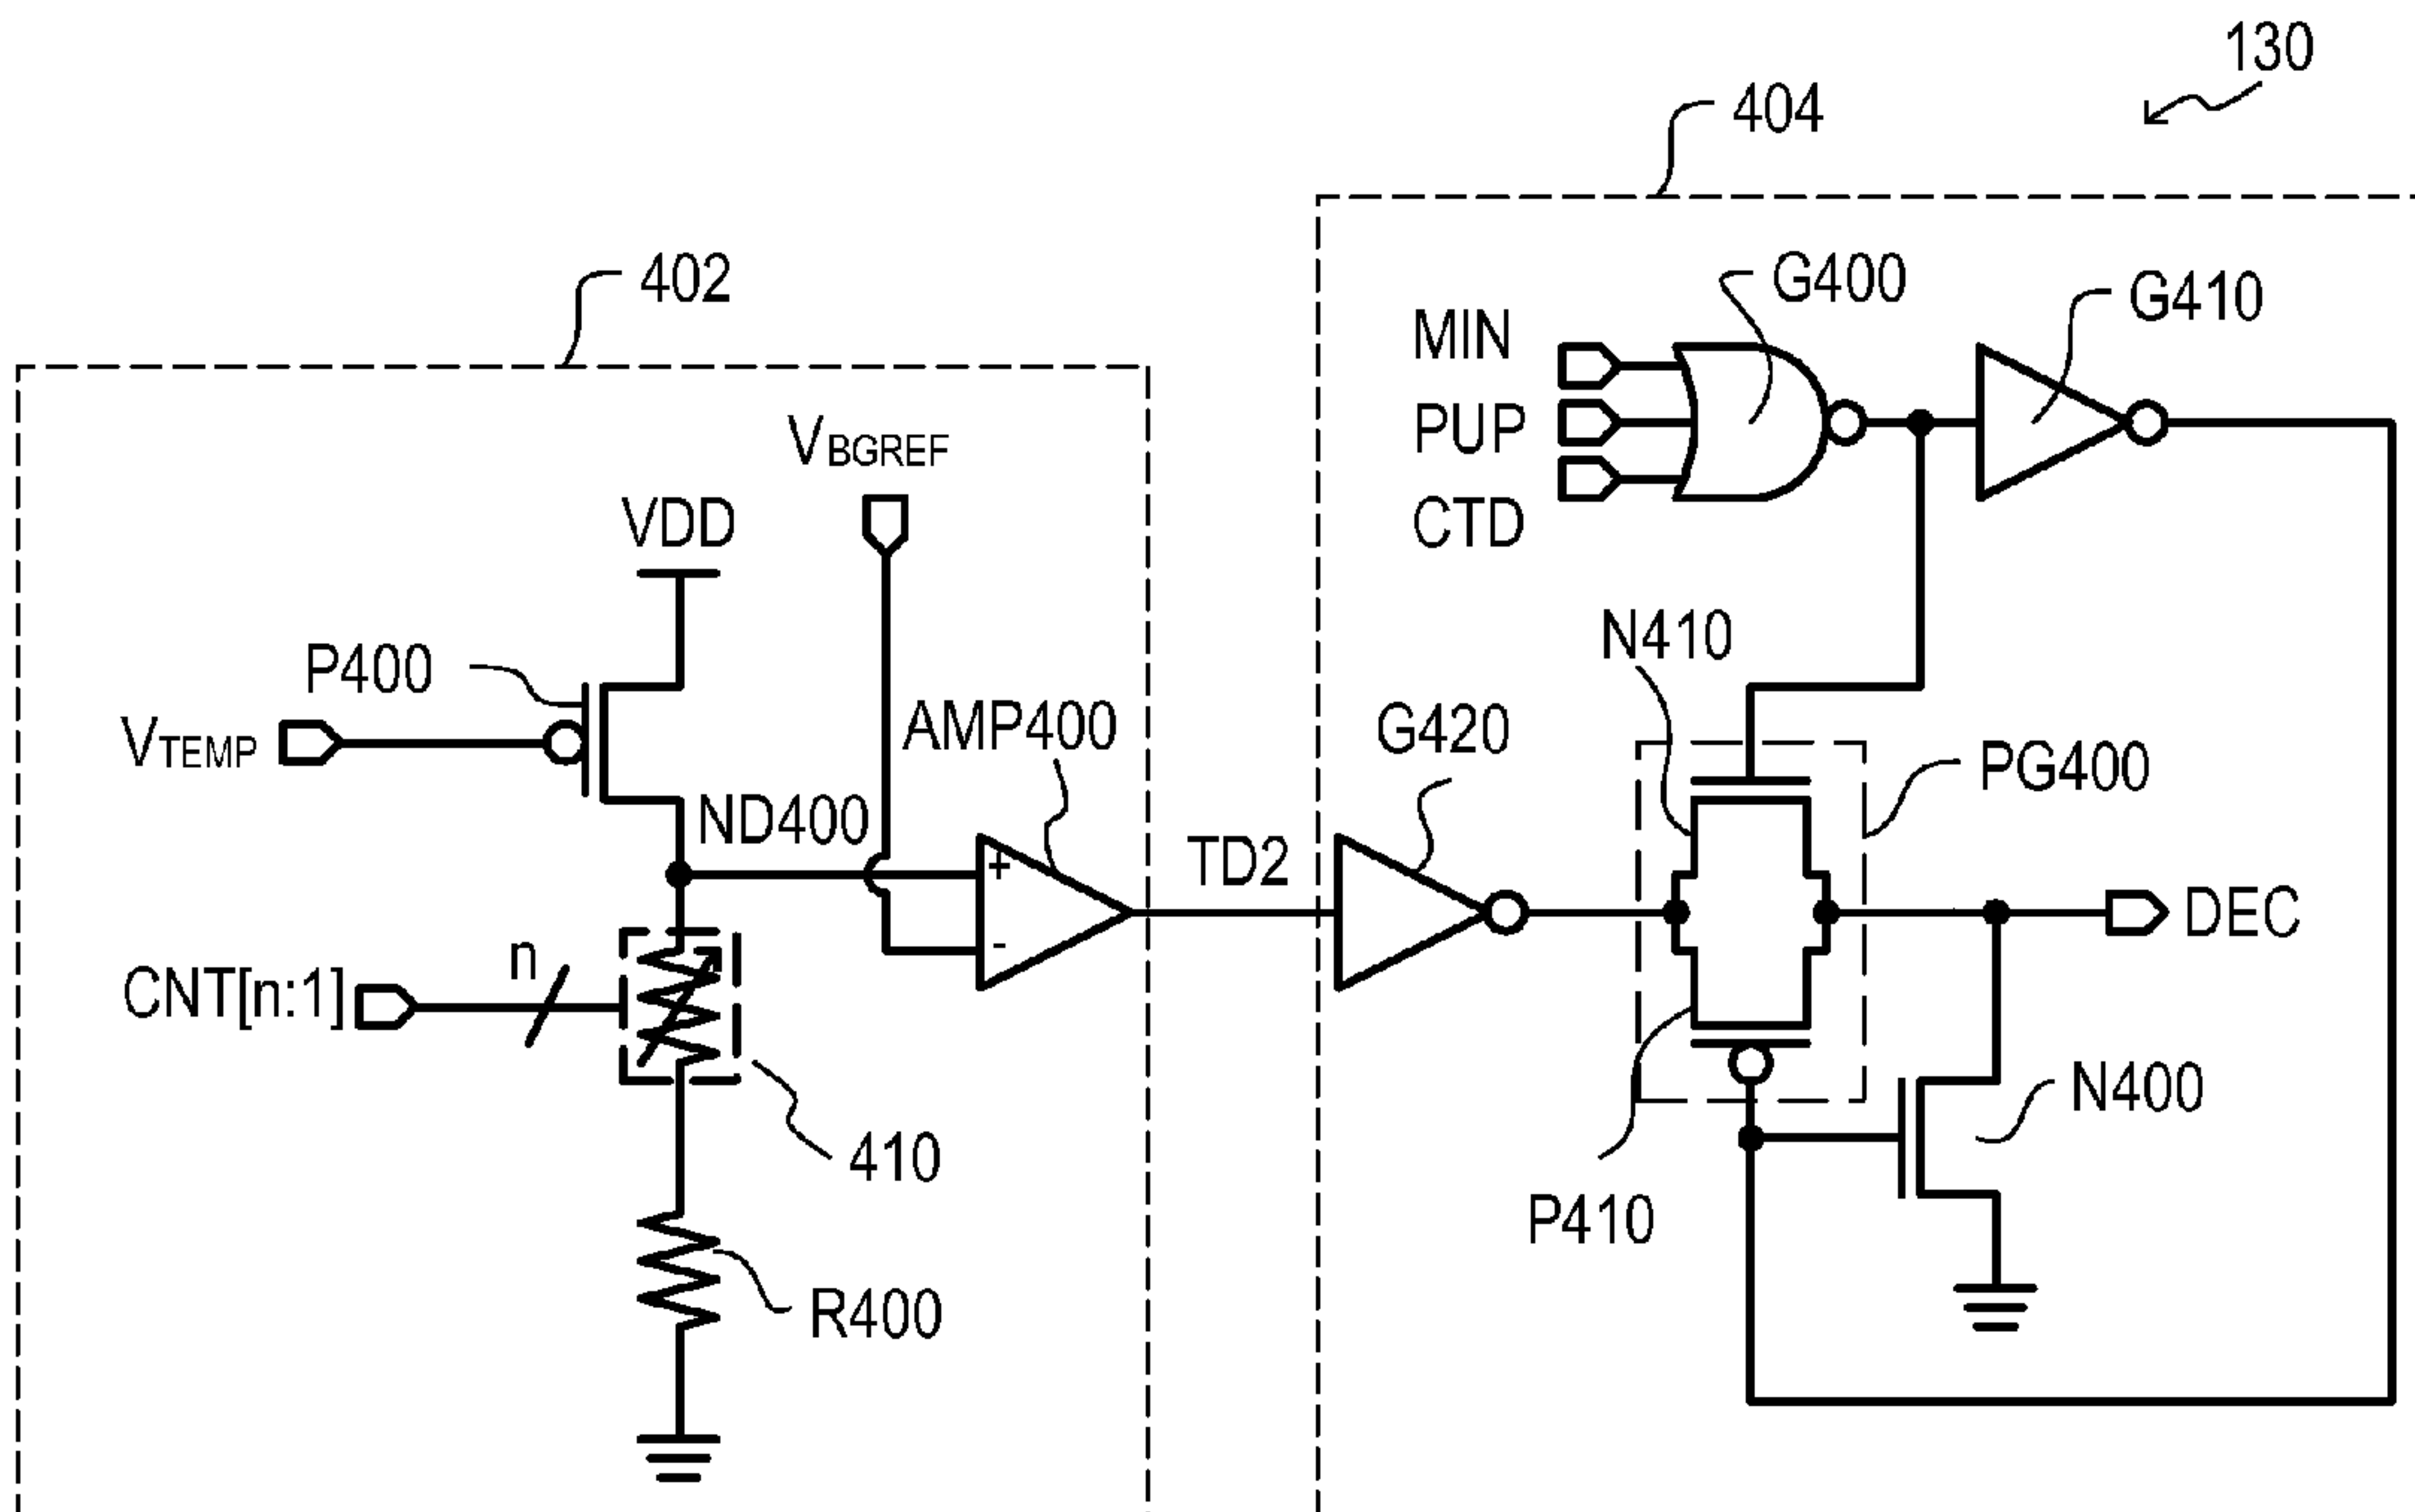 130
404
402
G400
G410
MIN
PUP
CTD
VBGREF
VDD
N410
P400
AMP400
G420
VTEMP
PG400
ND400
+
-
TD2
DEC
n
CNT[n:1]
410
N400
P410
R400